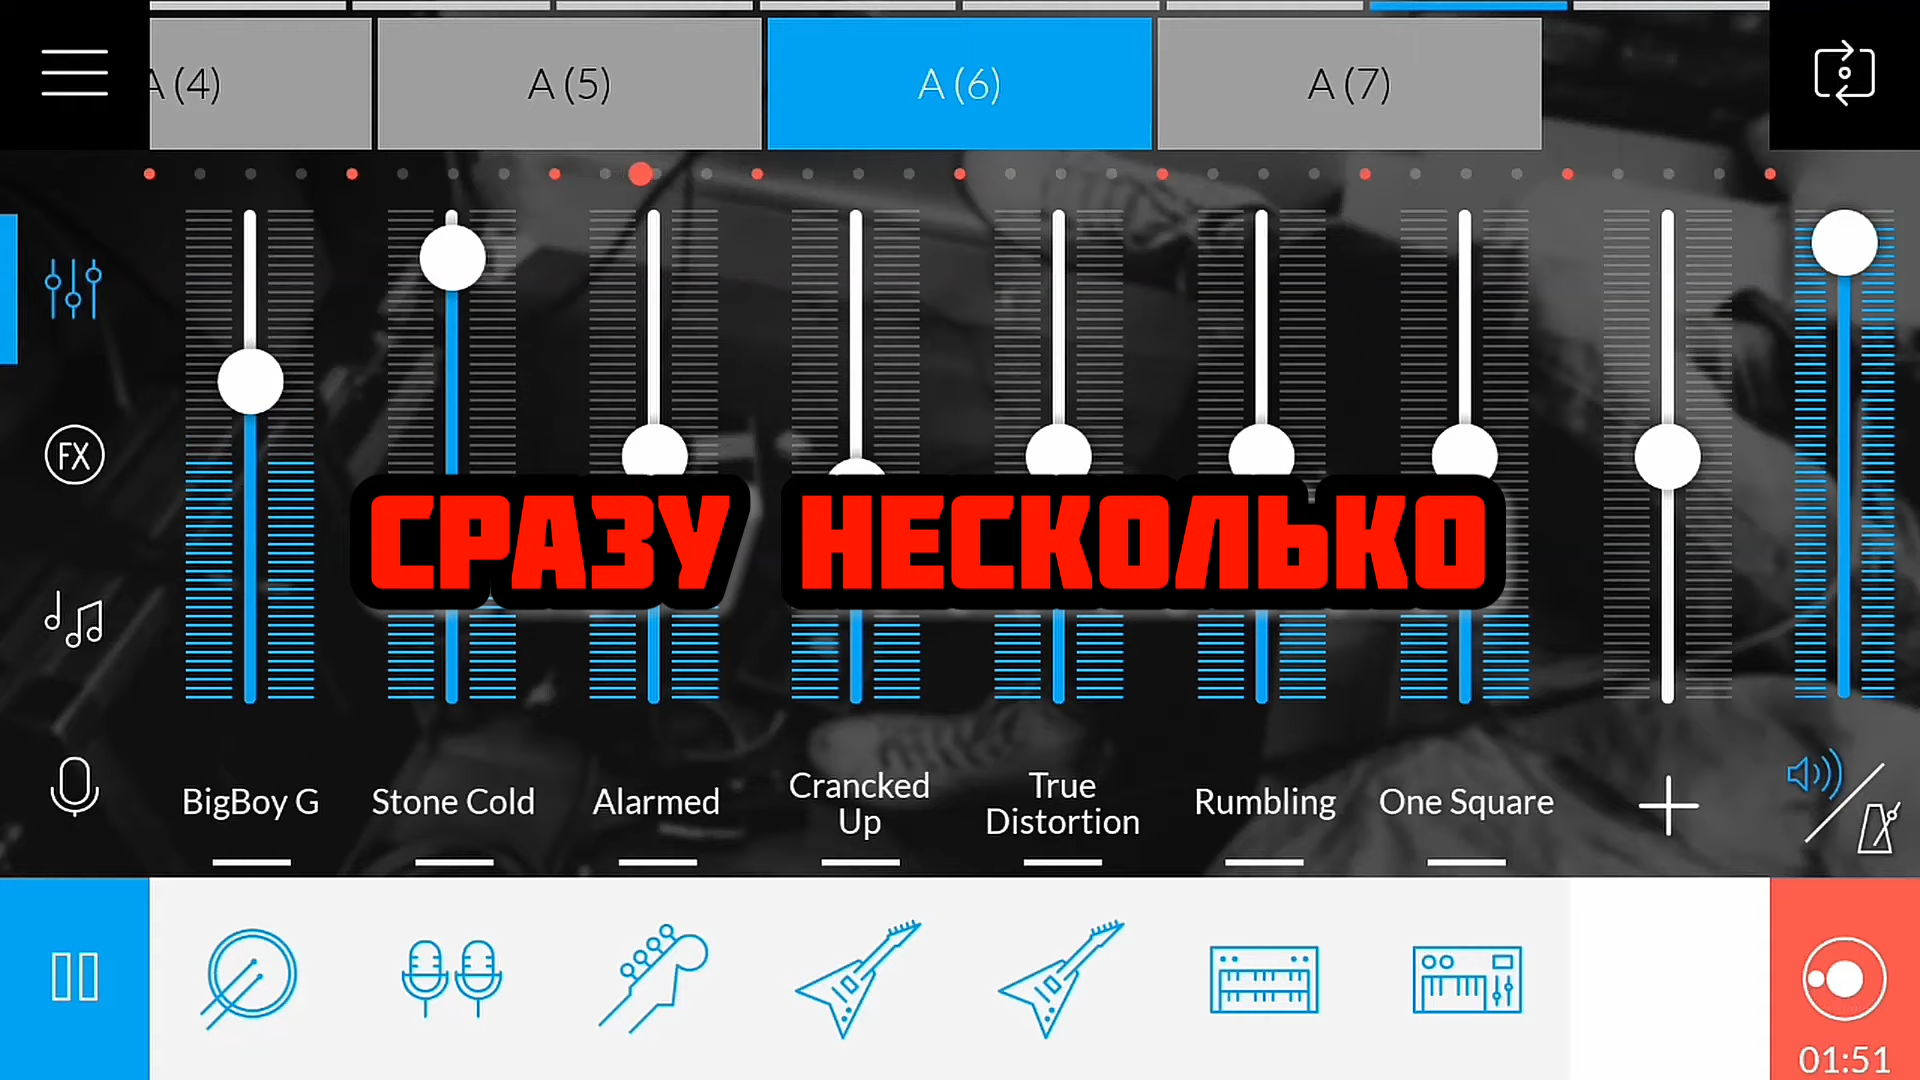 A (4)
A (5)
A (6)
A (7)
FX
СРАЗУ НЕСКОЛЬКО
BigBoy G
Stone Cold
Alarmed
Crancked
Up
True
Distortion
Rumbling
One Square
01:51